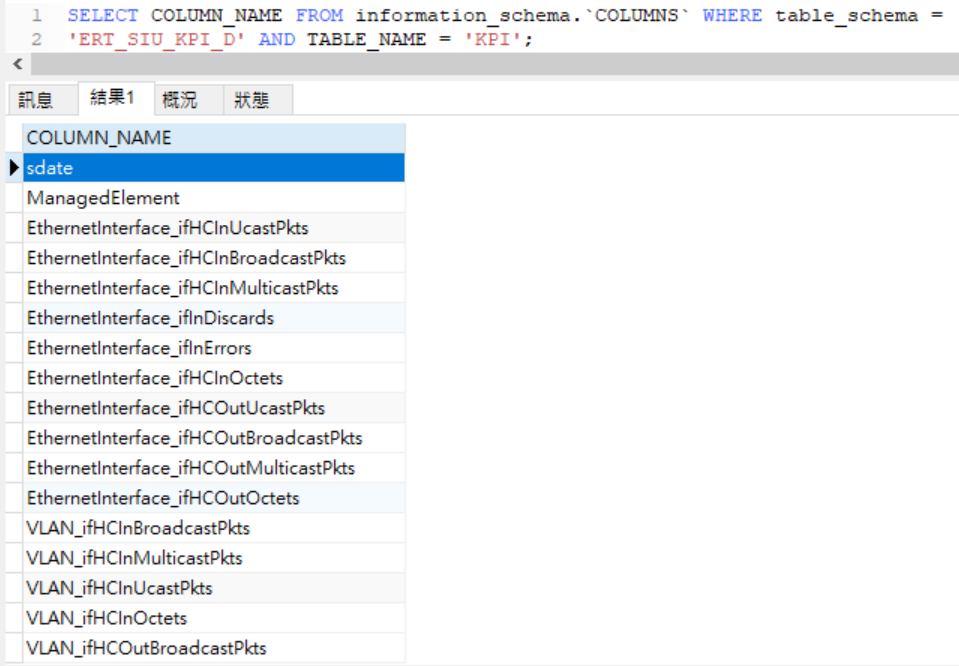 1 SELECT COLUMN_NAME FROM information_schema.`COLUMNS` WHERE table_schema =
2 'ERT_SIU_KPI_D' AND TABLE_NAME = 'KPI';
訊息 結果1 概況 狀態
COLUMN_NAME
sdate
ManagedElement
EthernetInterface_ifHCInUcastPkts
EthernetInterface_ifHCInBroadcastPkts
EthernetInterface_ifHCInMulticastPkts
EthernetInterface_ifInDiscards
EthernetInterface_ifInErrors
EthernetInterface_ifHCInOctets
EthernetInterface_ifHCOutUcastPkts
EthernetInterface_ifHCOutBroadcastPkts
EthernetInterface_ifHCOutMulticastPkts
EthernetInterface_ifHCOutOctets
VLAN_ifHCInBroadcastPkts
VLAN_ifHCInMulticastPkts
VLAN_ifHCInUcastPkts
VLAN_ifHCInOctets
VLAN_ifHCOutBroadcastPkts